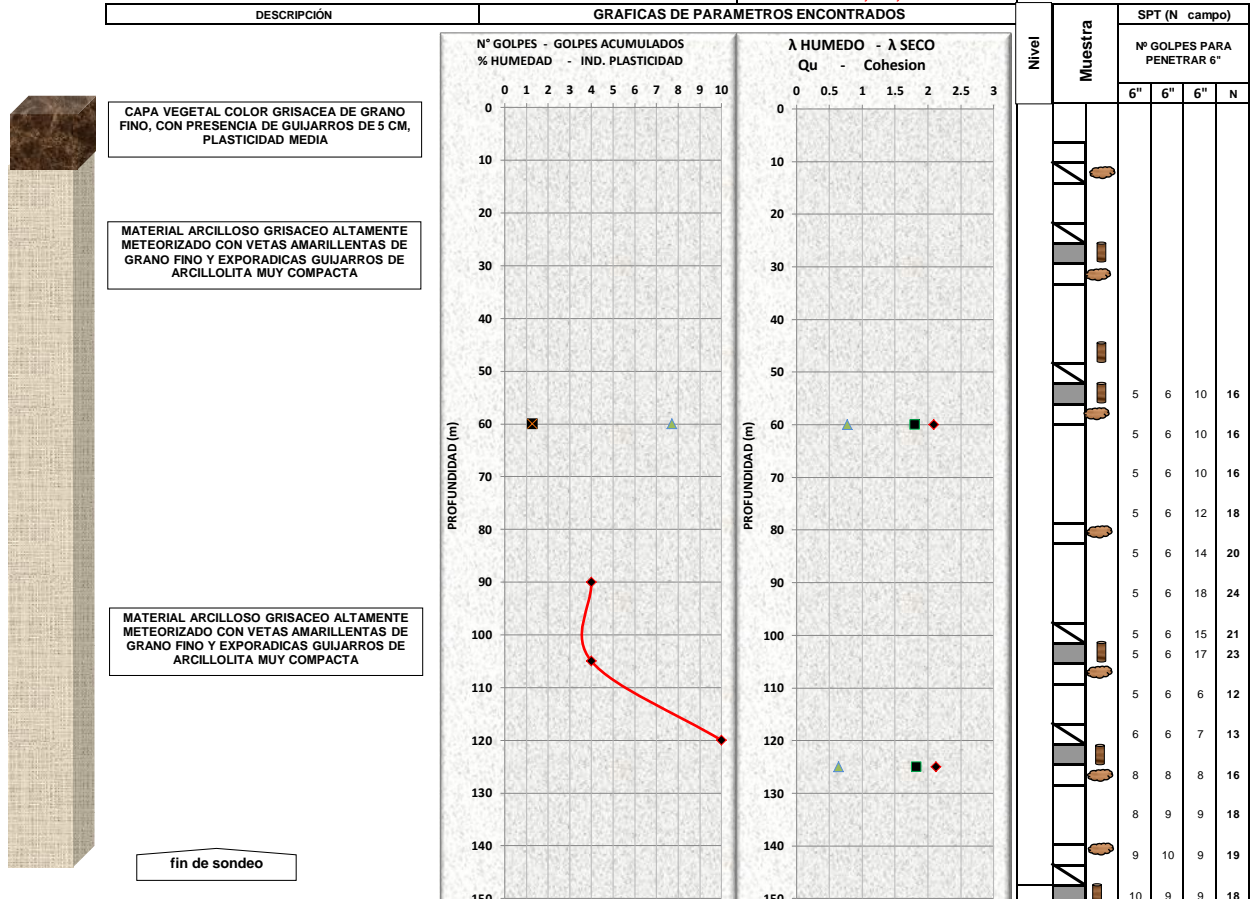 DESCRIPCIÓN
GRAFICAS DE PARAMETROS ENCONTRADOS
Nivel
Muestra
SPT (N campo)
Nº GOLPES PARA
PENETRAR 6"
6" 6" 6" N
N° GOLPES - GOLPES ACUMULADOS
% HUMEDAD - IND. PLASTICIDAD
0 1 2 3 4 5 6 7 8 9 10
0
10
20
30
40
50
60
70
80
90
100
110
120
130
140
150
PROFUNDIDAD (m)
λ HUMEDO - λ SECO
Qu - Cohesion
0 0.5 1 1.5 2 2.5 3
0
10
20
30
40
50
60
70
80
90
100
110
120
130
140
150
PROFUNDIDAD (m)
CAPA VEGETAL COLOR GRISACEA DE GRANO
FINO, CON PRESENCIA DE GUIJARROS DE 5 CM,
PLASTICIDAD MEDIA
MATERIAL ARCILLOSO GRISACEO ALTAMENTE
METEORIZADO CON VETAS AMARILLENTAS DE
GRANO FINO Y EXPORADICAS GUIJARROS DE
ARCILLOLITA MUY COMPACTA
MATERIAL ARCILLOSO GRISACEO ALTAMENTE
METEORIZADO CON VETAS AMARILLENTAS DE
GRANO FINO Y EXPORADICAS GUIJARROS DE
ARCILLOLITA MUY COMPACTA
fin de sondeo
5 6 10 16
5 6 10 16
5 6 10 16
5 6 12 18
5 6 14 20
5 6 18 24
5 6 15 21
5 6 17 23
5 6 6 12
6 6 7 13
8 8 8 16
8 9 9 18
9 10 9 19
10 9 9 18